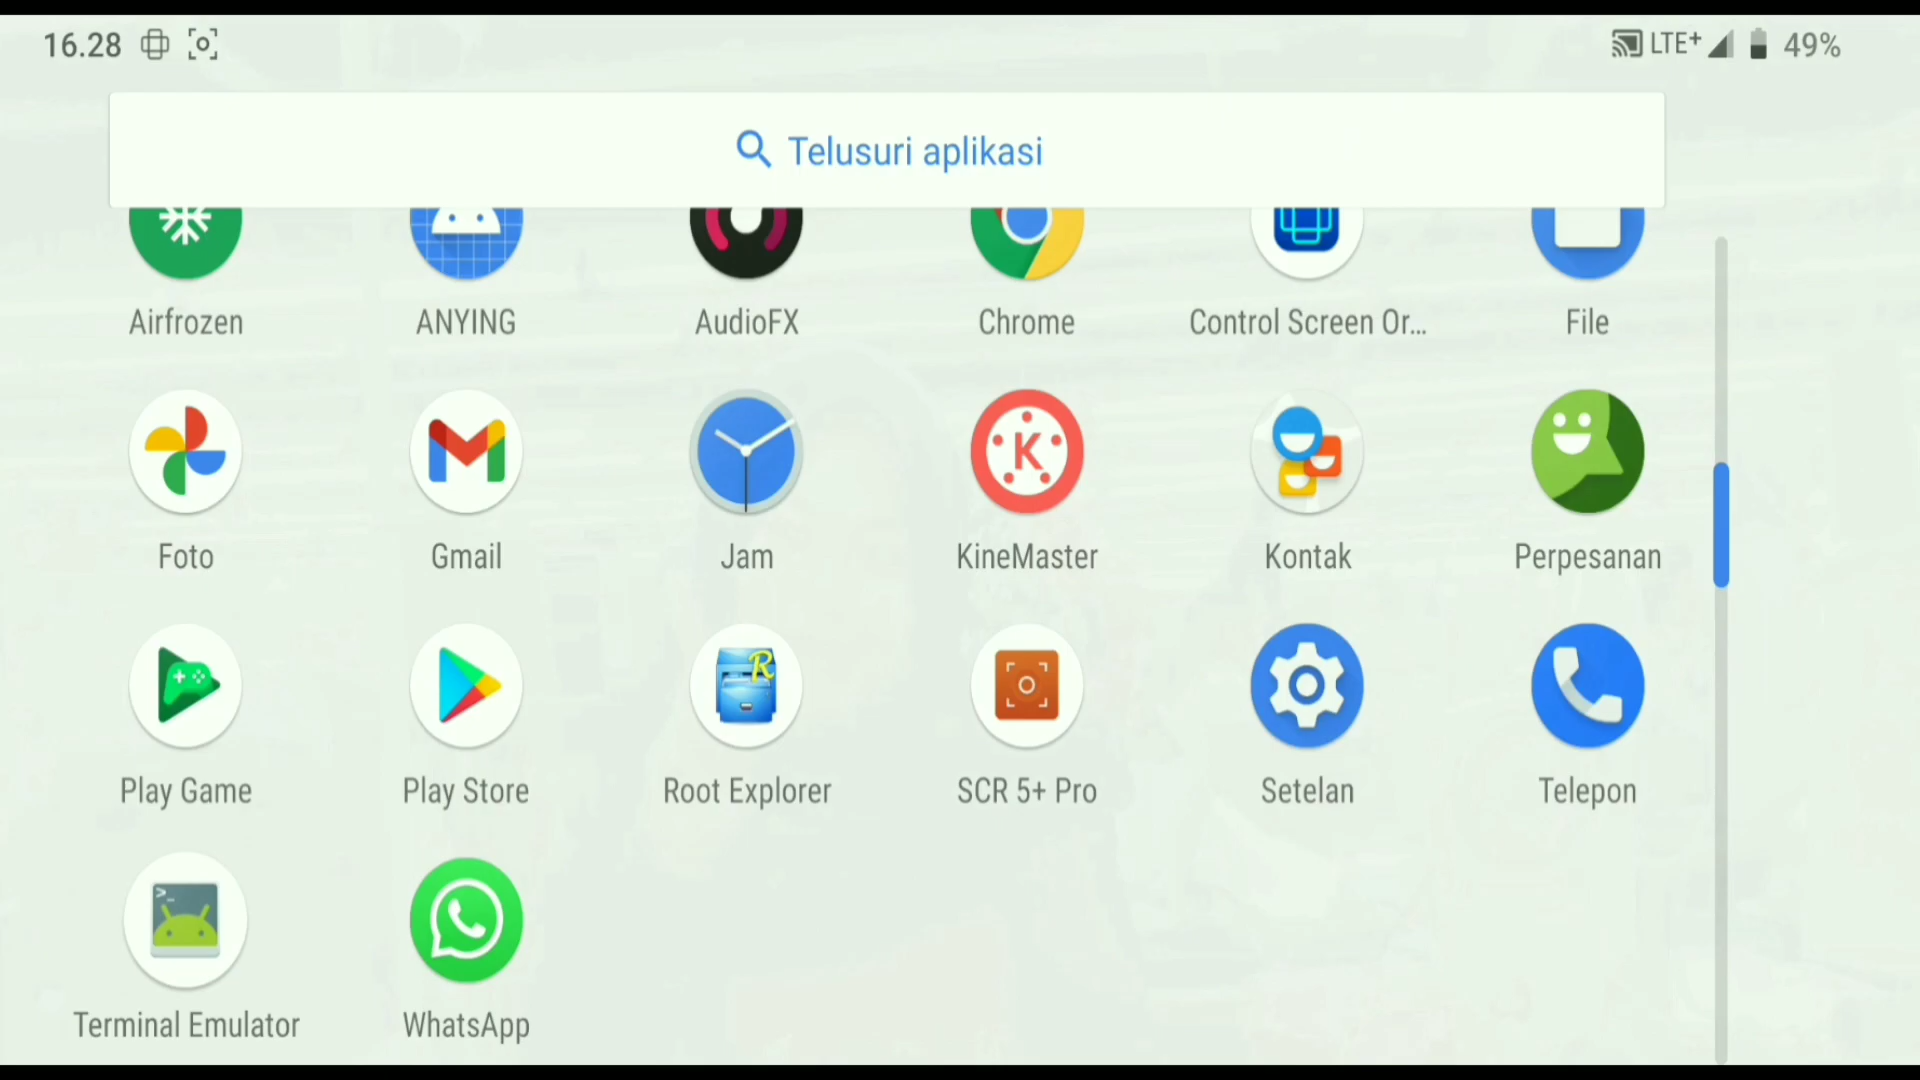 16.28 LTE+ 49%
Telusuri aplikasi
Airfrozen ANYING AudioFX Chrome Control Screen Or... File
Foto Gmail Jam KineMaster Kontak Perpesanan
Play Game Play Store Root Explorer SCR 5+ Pro Setelan Telepon
Terminal Emulator WhatsApp